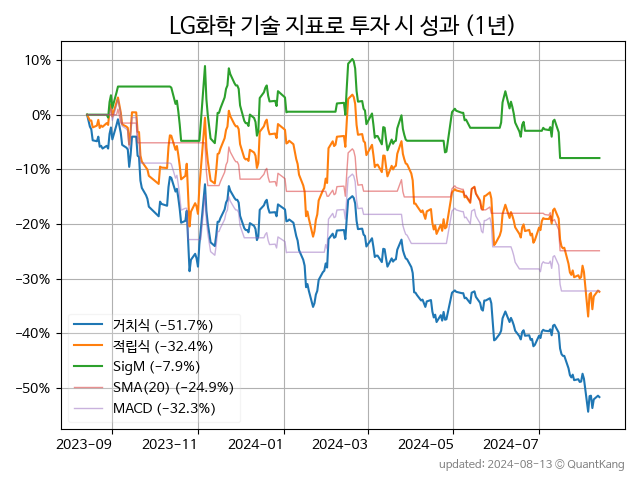 LG화학 기술 지표로 투자 시 성과 (1년)
10%
0%
−10%
−20%
−30%
−40%
−50%
거치식 (−51.7%)
적립식 (−32.4%)
SigM (−7.9%)
SMA(20) (−24.9%)
MACD (−32.3%)
2023-09 2023-11 2024-01 2024-03 2024-05 2024-07
updated: 2024-08-13 © QuantKang